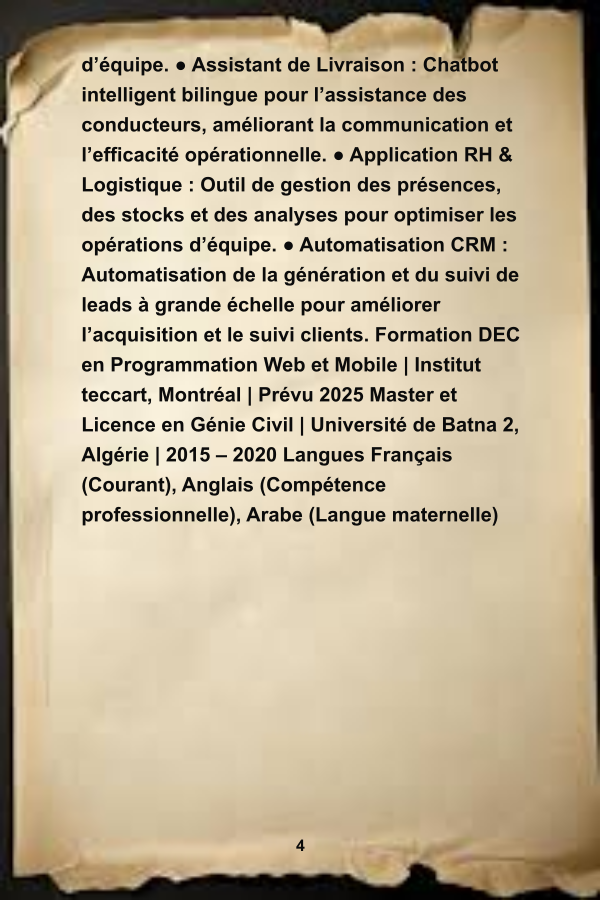 d’équipe. ● Assistant de Livraison : Chatbot
intelligent bilingue pour l’assistance des
conducteurs, améliorant la communication et
l’efficacité opérationnelle. ● Application RH &
Logistique : Outil de gestion des présences,
des stocks et des analyses pour optimiser les
opérations d’équipe. ● Automatisation CRM :
Automatisation de la génération et du suivi de
leads à grande échelle pour améliorer
l’acquisition et le suivi clients. Formation DEC
en Programmation Web et Mobile | Institut
teccart, Montréal | Prévu 2025 Master et
Licence en Génie Civil | Université de Batna 2,
Algérie | 2015 – 2020 Langues Français
(Courant), Anglais (Compétence
professionnelle), Arabe (Langue maternelle)
4